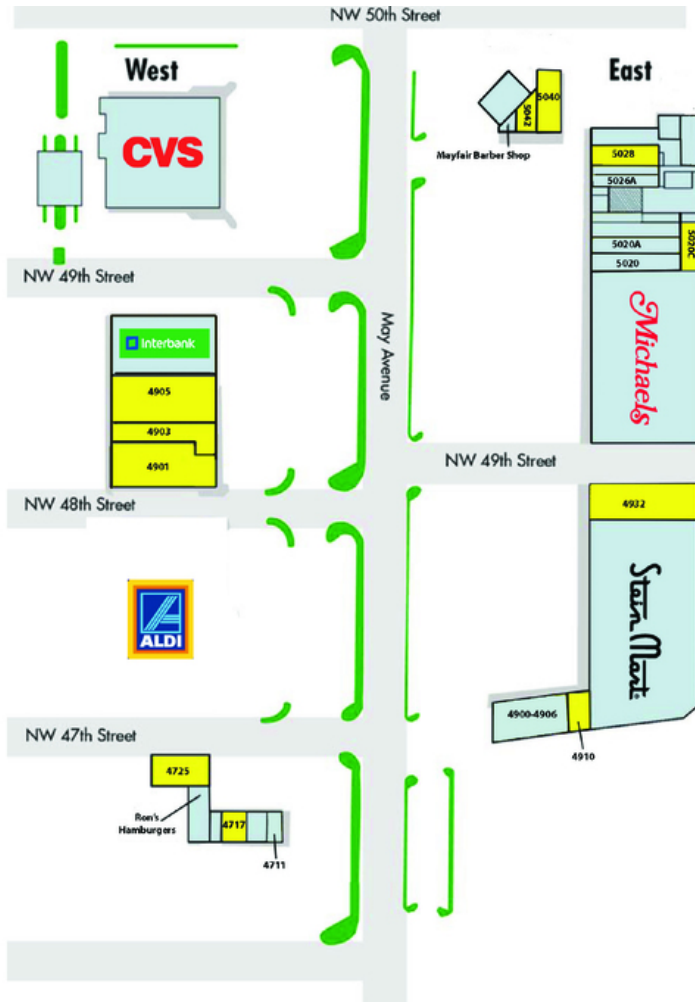 NW 50th Street
West
East
CVS
5040
5042
Mayfair Barber Shop
5028
5026A
5020C
5020A
5020
NW 49th Street
Interbank
May Avenue
Michaels
4905
4903
4901
NW 49th Street
NW 48th Street
4932
ALDI
Stein Mart
4900-4906
4910
NW 47th Street
4725
Ron's
Hamburgers
4717
4711